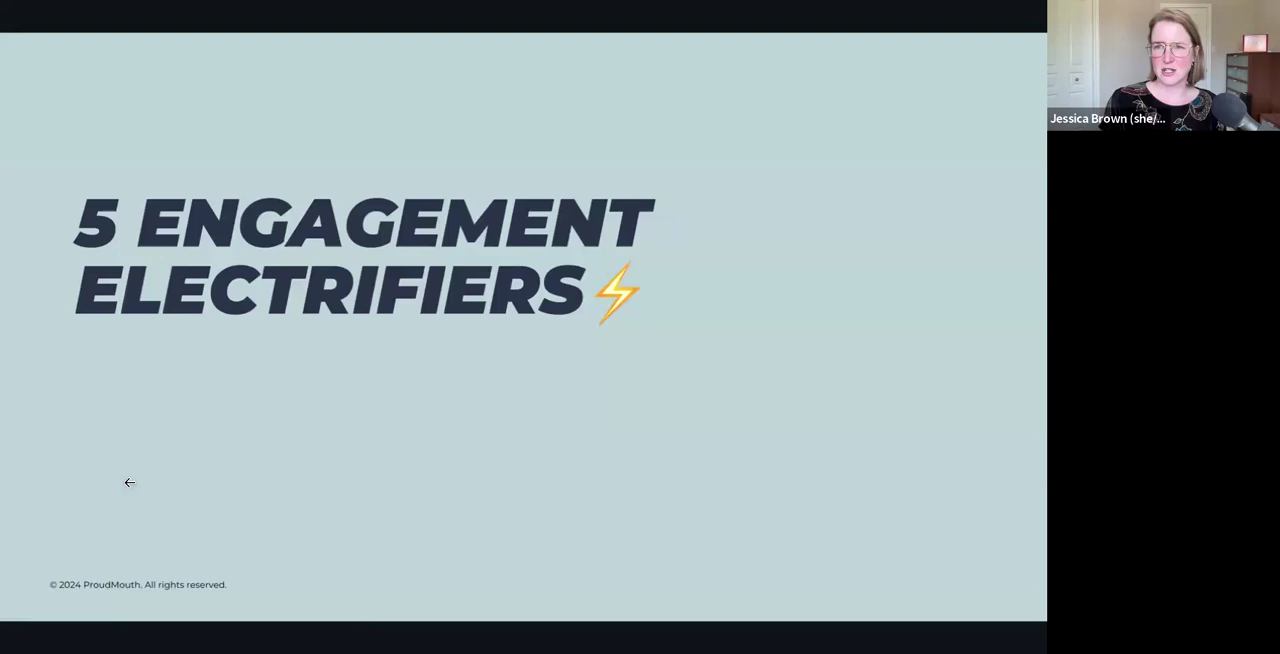 5 ENGAGEMENT
ELECTRIFIERS⚡
© 2024 ProudMouth. All rights reserved.
Jessica Brown (she/...